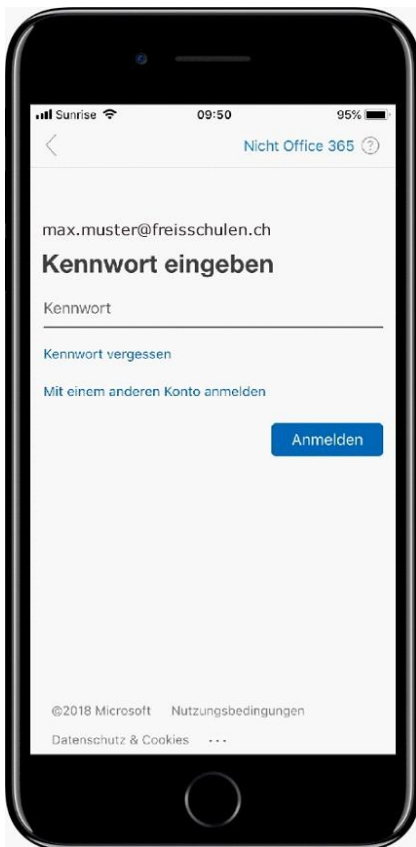 Sunrise 09:50 95%
Nicht Office 365 ?
max.muster@freisschulen.ch
Kennwort eingeben
Kennwort
Kennwort vergessen
Mit einem anderen Konto anmelden
Anmelden
©2018 Microsoft Nutzungsbedingungen
Datenschutz & Cookies ...